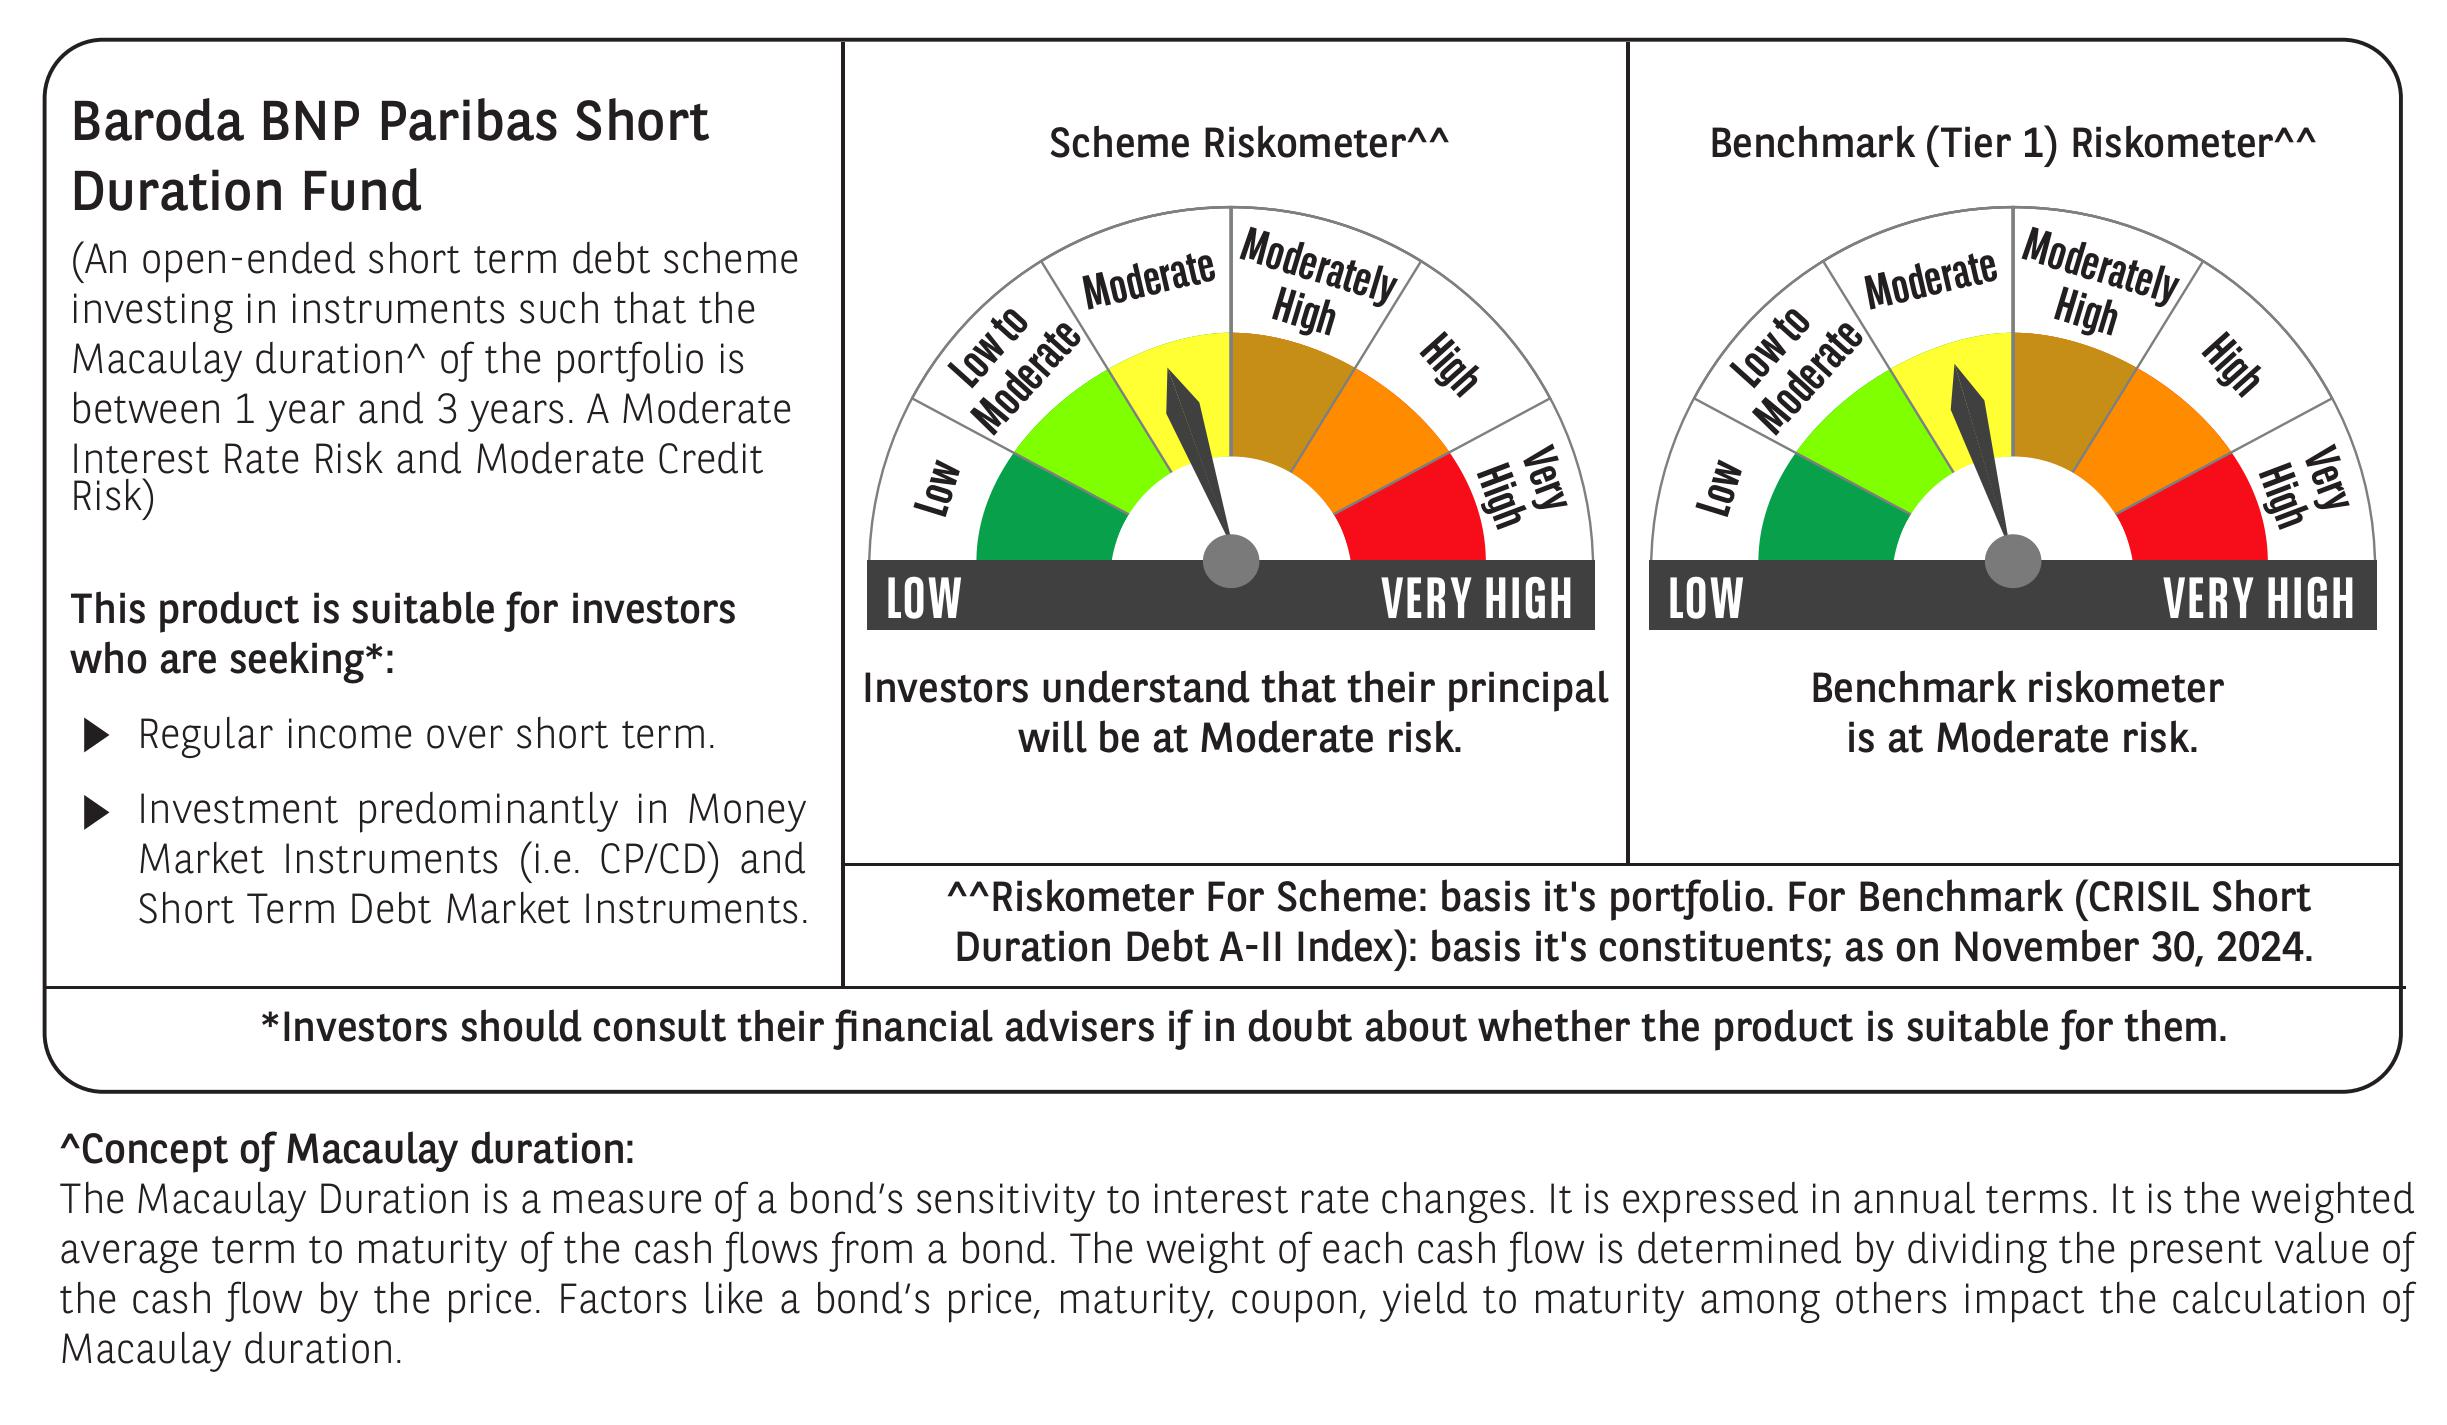 Baroda BNP Paribas Short
Duration Fund
(An open-ended short term debt scheme
investing in instruments such that the
Macaulay duration^ of the portfolio is
between 1 year and 3 years. A Moderate
Interest Rate Risk and Moderate Credit
Risk)
This product is suitable for investors
who are seeking*:
Regular income over short term.
Investment predominantly in Money
Market Instruments (i.e. CP/CD) and
Short Term Debt Market Instruments.
Scheme Riskometer^^
Low
Low to
Moderate
Moderate
Moderately
High
High
Very
High
LOW
VERY HIGH
Investors understand that their principal
will be at Moderate risk.
Benchmark (Tier 1) Riskometer^^
Low
Low to
Moderate
Moderate
Moderately
High
High
Very
High
LOW
VERY HIGH
Benchmark riskometer
is at Moderate risk.
^^Riskometer For Scheme: basis it's portfolio. For Benchmark (CRISIL Short
Duration Debt A-II Index): basis it's constituents; as on November 30, 2024.
*Investors should consult their financial advisers if in doubt about whether the product is suitable for them.
^Concept of Macaulay duration:
The Macaulay Duration is a measure of a bond’s sensitivity to interest rate changes. It is expressed in annual terms. It is the weighted
average term to maturity of the cash flows from a bond. The weight of each cash flow is determined by dividing the present value of
the cash flow by the price. Factors like a bond’s price, maturity, coupon, yield to maturity among others impact the calculation of
Macaulay duration.